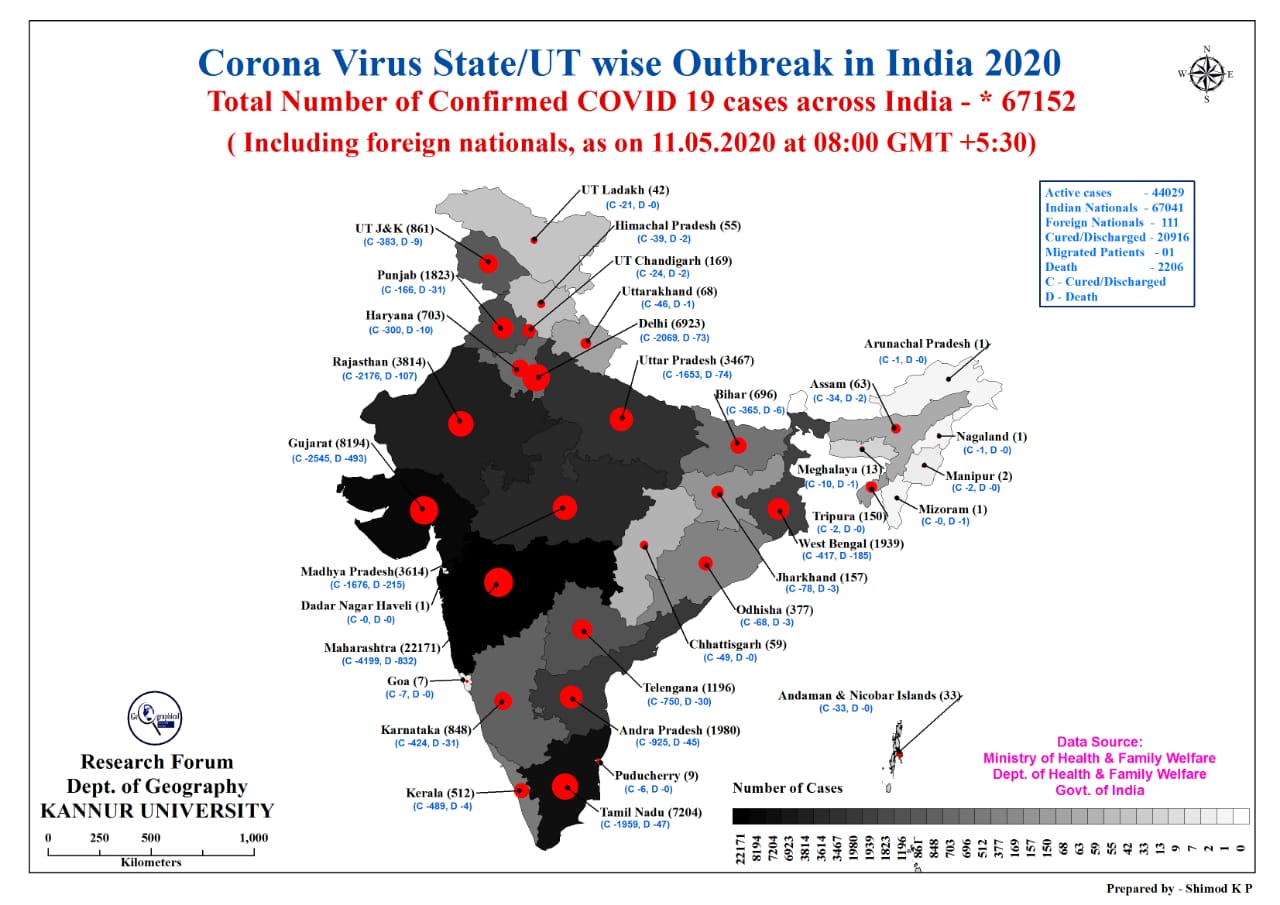 Corona Virus State/UT wise Outbreak in India 2020
Total Number of Confirmed COVID 19 cases across India - * 67152
( Including foreign nationals, as on 11.05.2020 at 08:00 GMT +5:30)
N
W E
S
Active cases - 44029
Indian Nationals - 67041
Foreign Nationals - 111
Cured/Discharged - 20916
Migrated Patients - 01
Death - 2206
C - Cured/Discharged
D - Death
UT Ladakh (42)
(C -21, D -0)
Himachal Pradesh (55)
(C -39, D -2)
UT J&K (861)
(C -383, D -9)
UT Chandigarh (169)
(C -24, D -2)
Punjab (1823)
(C -166, D -31)
Uttarakhand (68)
(C -46, D -1)
Haryana (703)
(C -300, D -10)
Delhi (6923)
(C -2069, D -73)
Rajasthan (3814)
(C -2176, D -107)
Uttar Pradesh (3467)
(C -1653, D -74)
Arunachal Pradesh (1)
(C -1, D -0)
Bihar (696)
(C -365, D -6)
Assam (63)
(C -34, D -2)
Gujarat (8194)
(C -2545, D -493)
Nagaland (1)
(C -1, D -0)
Meghalaya (13)
(C -10, D -1)
Manipur (2)
(C -2, D -0)
Mizoram (1)
(C -0, D -1)
Tripura (150)
(C -2, D -0)
West Bengal (1939)
(C -417, D -185)
Madhya Pradesh(3614)
(C -1676, D -215)
Jharkhand (157)
(C -78, D -3)
Dadar Nagar Haveli (1)
(C -0, D -0)
Odhisha (377)
(C -68, D -3)
Maharashtra (22171)
(C -4199, D -832)
Chhattisgarh (59)
(C -49, D -0)
Goa (7)
(C -7, D -0)
Telengana (1196)
(C -750, D -30)
Andaman & Nicobar Islands (33)
(C -33, D -0)
Karnataka (848)
(C -424, D -31)
Andra Pradesh (1980)
(C -925, D -45)
Puducherry (9)
(C -6, D -0)
Kerala (512)
(C -489, D -4)
Tamil Nadu (7204)
(C -1959, D -47)
Data Source:
Ministry of Health & Family Welfare
Dept. of Health & Family Welfare
Govt. of India
Research Forum
Dept. of Geography
KANNUR UNIVERSITY
0 250 500 1,000
Kilometers
Number of Cases
22171 8194 7204 6923 3814 3614 3467 1980 1939 1823 1196 861 848 703 696 512 377 169 157 150 68 63 59 55 42 33 13 9 7 2 1 0
Prepared by - Shimod K P